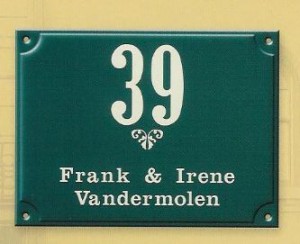 39
Frank & Irene
Vandermolen